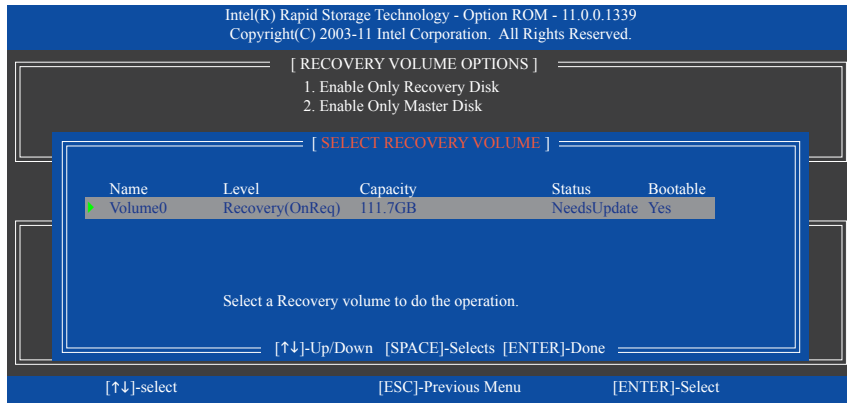 Intel(R) Rapid Storage Technology - Option ROM - 11.0.0.1339
Copyright(C) 2003-11 Intel Corporation. All Rights Reserved.
[ RECOVERY VOLUME OPTIONS ]
1. Enable Only Recovery Disk
2. Enable Only Master Disk
[ SELECT RECOVERY VOLUME ]
Name Level Capacity Status Bootable
Volume0 Recovery(OnReq) 111.7GB NeedsUpdate Yes
Select a Recovery volume to do the operation.
[↑↓]-Up/Down [SPACE]-Selects [ENTER]-Done
[↑↓]-select [ESC]-Previous Menu [ENTER]-Select